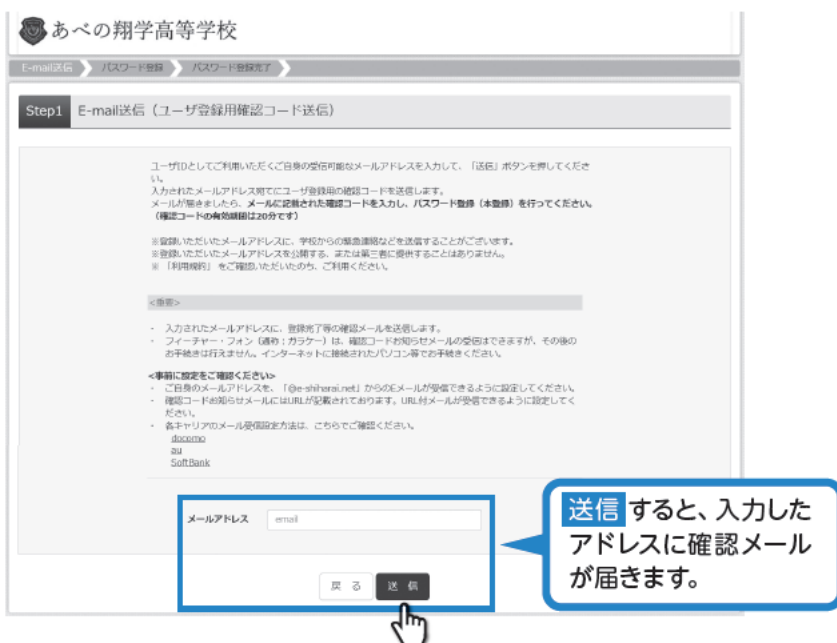 あべの翔学高等学校
E-mail送信 パスワード登録 パスワード登録完了
Step1 E-mail送信（ユーザ登録用確認コード送信）
ユーザIDとしてご利用いただくご自身の受信可能なメールアドレスを入力して、「送信」ボタンを押してくださ
い。
入力されたメールアドレス宛てにユーザ登録用の確認コードを送信します。
メールが届きましたら、メールに記載された確認コードを入力し、パスワード登録（本登録）を行ってください。
（確認コードの有効期間は20分です）
※登録いただいたメールアドレスに、学校からの緊急連絡などを送信することがございます。
※登録いただいたメールアドレスを公開する、または第三者に提供することはありません。
※「利用規約」をご確認いただいたのち、ご利用ください。
<重要>
・ 入力されたメールアドレスに、登録完了等の確認メールを送信します。
・ フィーチャー・フォン（通称：ガラケー）は、確認コードお知らせメールの受信はできますが、その後の
お手続きは行えません。インターネットに接続されたパソコン等でお手続きください。
<事前に設定をご確認ください>
・ ご自身のメールアドレスを、「@e-shiharai.net」からのEメールが受信できるように設定してください。
・ 確認コードお知らせメールにはURLが記載されております。URL付メールが受信できるように設定してく
ださい。
・ 各キャリアのメール受信設定方法は、こちらでご確認ください。
docomo
au
SoftBank
メールアドレス email
戻る 送信
送信 すると、入力した
アドレスに確認メール
が届きます。